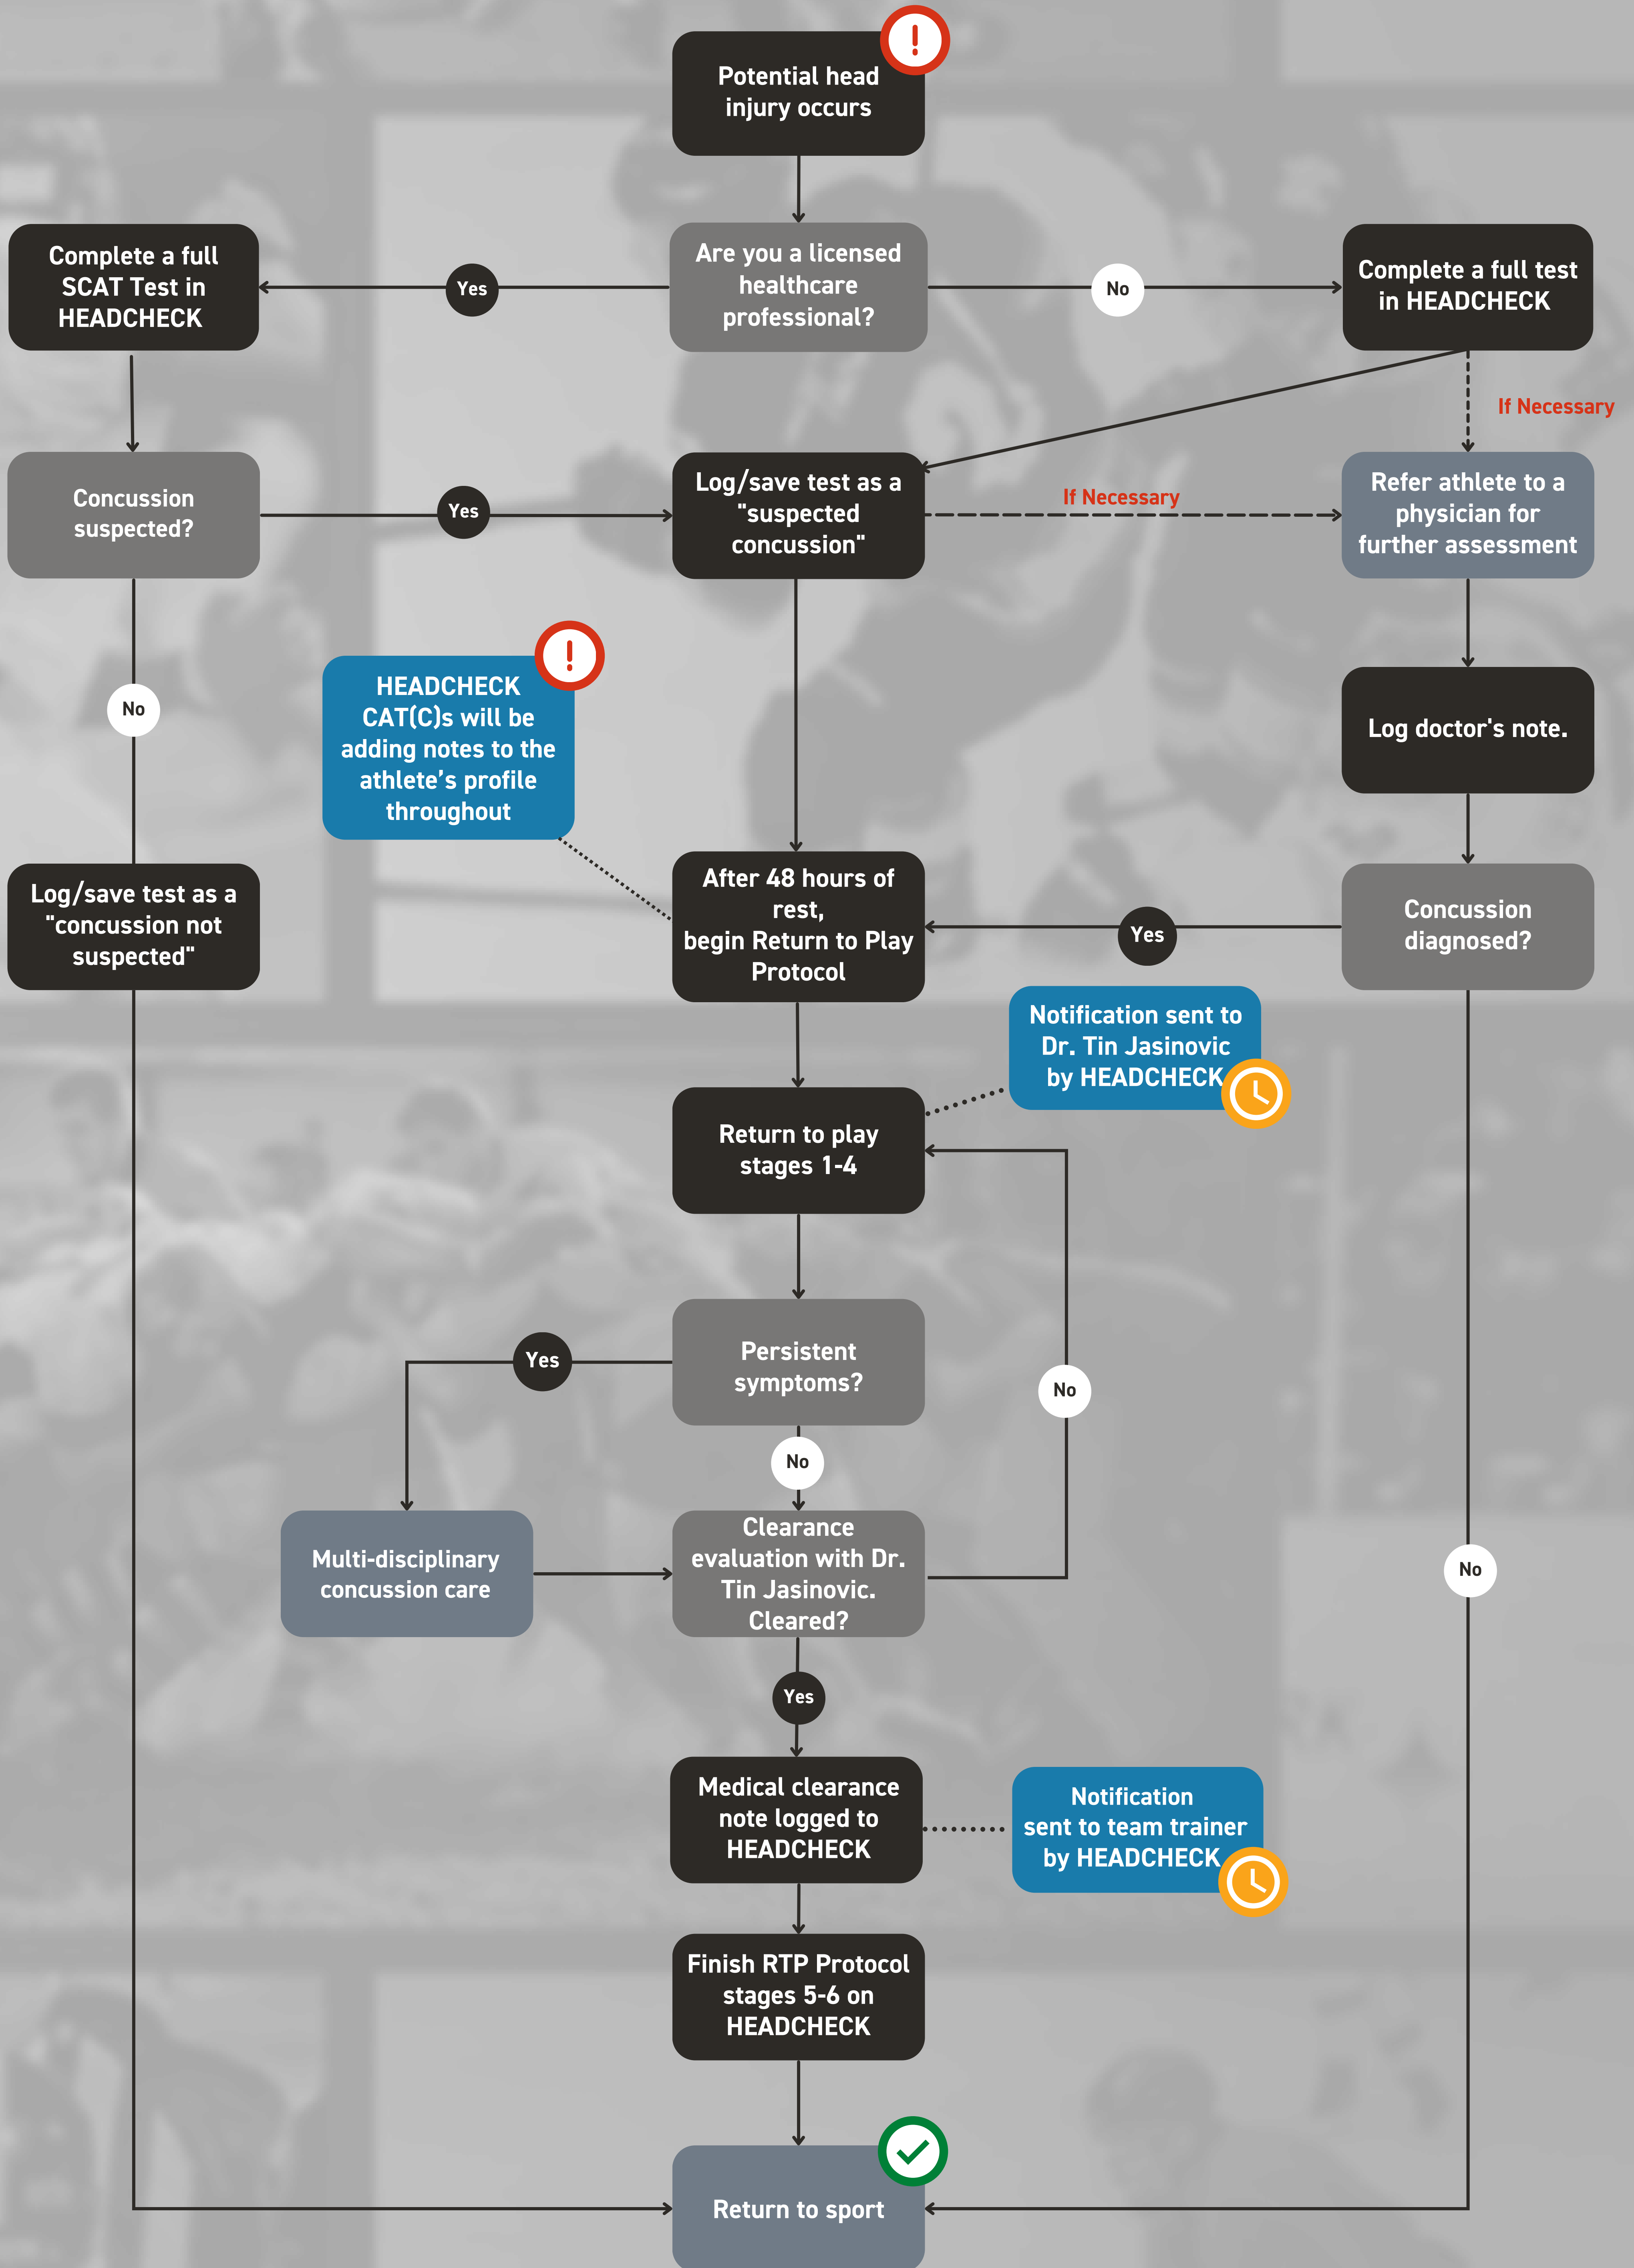 Potential head
injury occurs
Complete a full
SCAT Test in
HEADCHECK
Yes
Are you a licensed
healthcare
professional?
No
Complete a full test
in HEADCHECK
If Necessary
Concussion
suspected?
Yes
Log/save test as a
"suspected
concussion"
If Necessary
Refer athlete to a
physician for
further assessment
No
HEADCHECK
CAT(C)s will be
adding notes to the
athlete’s profile
throughout
Log doctor's note.
Log/save test as a
"concussion not
suspected"
After 48 hours of
rest,
begin Return to Play
Protocol
Yes
Concussion
diagnosed?
Notification sent to
Dr. Tin Jasinovic
by HEADCHECK
Return to play
stages 1-4
Yes
Persistent
symptoms?
No
No
Multi-disciplinary
concussion care
Clearance
evaluation with Dr.
Tin Jasinovic.
Cleared?
No
Yes
Medical clearance
note logged to
HEADCHECK
Notification
sent to team trainer
by HEADCHECK
Finish RTP Protocol
stages 5-6 on
HEADCHECK
Return to sport